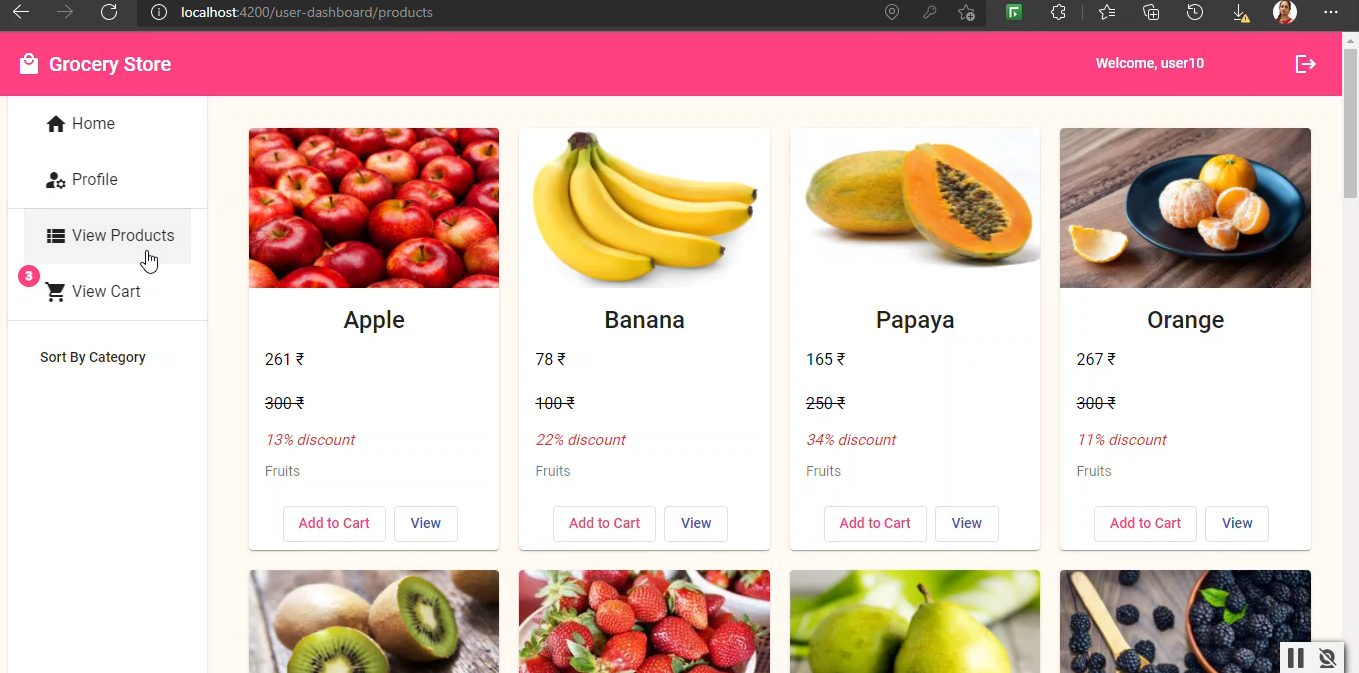 localhost:4200/user-dashboard/products
Grocery Store
Welcome, user10
Home
Profile
View Products
3
View Cart
Sort By Category
Apple
261 ₹
300 ₹
13% discount
Fruits
Add to Cart
View
Banana
78 ₹
100 ₹
22% discount
Fruits
Add to Cart
View
Papaya
165 ₹
250 ₹
34% discount
Fruits
Add to Cart
View
Orange
267 ₹
300 ₹
11% discount
Fruits
Add to Cart
View